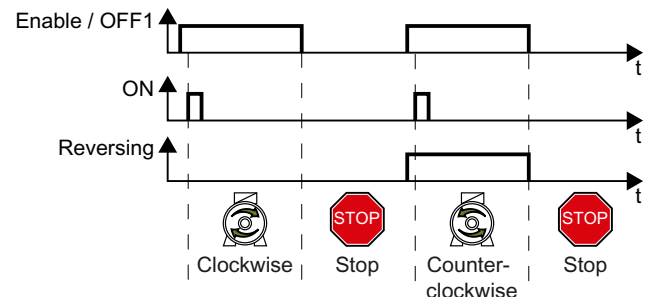 Enable / OFF1
t
ON
t
Reversing
t
STOP
STOP
Clockwise
Stop
Counter-
clockwise
Stop